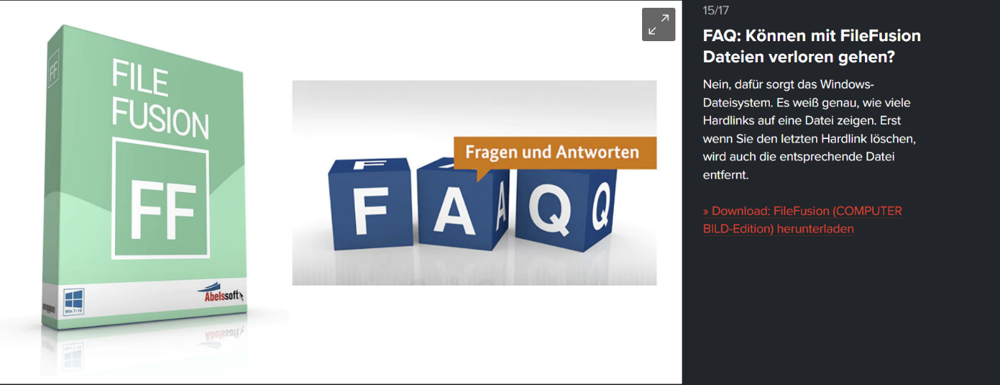 FF
FILE
FUSION
FF
Win 7-10
Abelssoft
Fragen und Antworten
F
F A A Q Q
15/17
FAQ: Können mit FileFusion
Dateien verloren gehen?
Nein, dafür sorgt das Windows-
Dateisystem. Es weiß genau, wie viele
Hardlinks auf eine Datei zeigen. Erst
wenn Sie den letzten Hardlink löschen,
wird auch die entsprechende Datei
entfernt.
» Download: FileFusion (COMPUTER
BILD-Edition) herunterladen